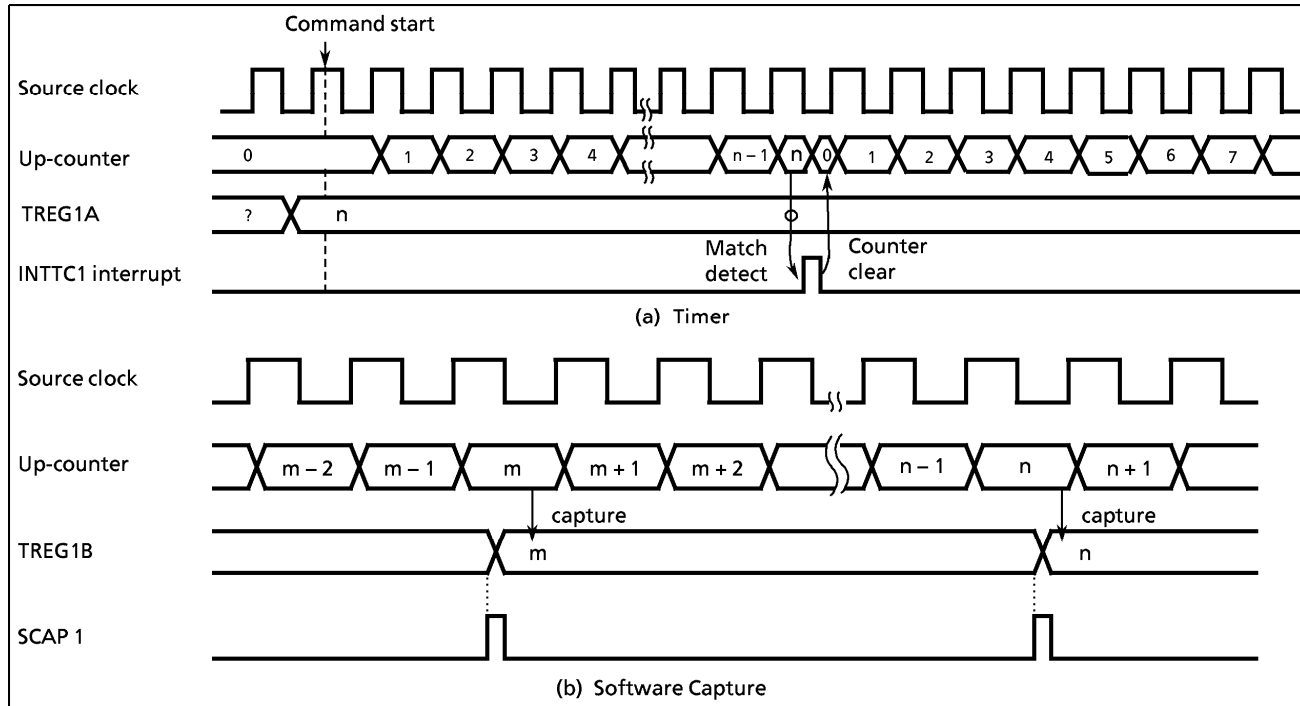 Command start
Source clock
Up-counter
0 1 2 3 4 n – 1 n 0 1 2 3 4 5 6 7
TREG1A
? n
Match detect
Counter clear
INTTC1 interrupt
(a) Timer
Source clock
Up-counter
m – 2 m – 1 m m + 1 m + 2 n – 1 n n + 1
capture capture
TREG1B
m n
SCAP 1
(b) Software Capture